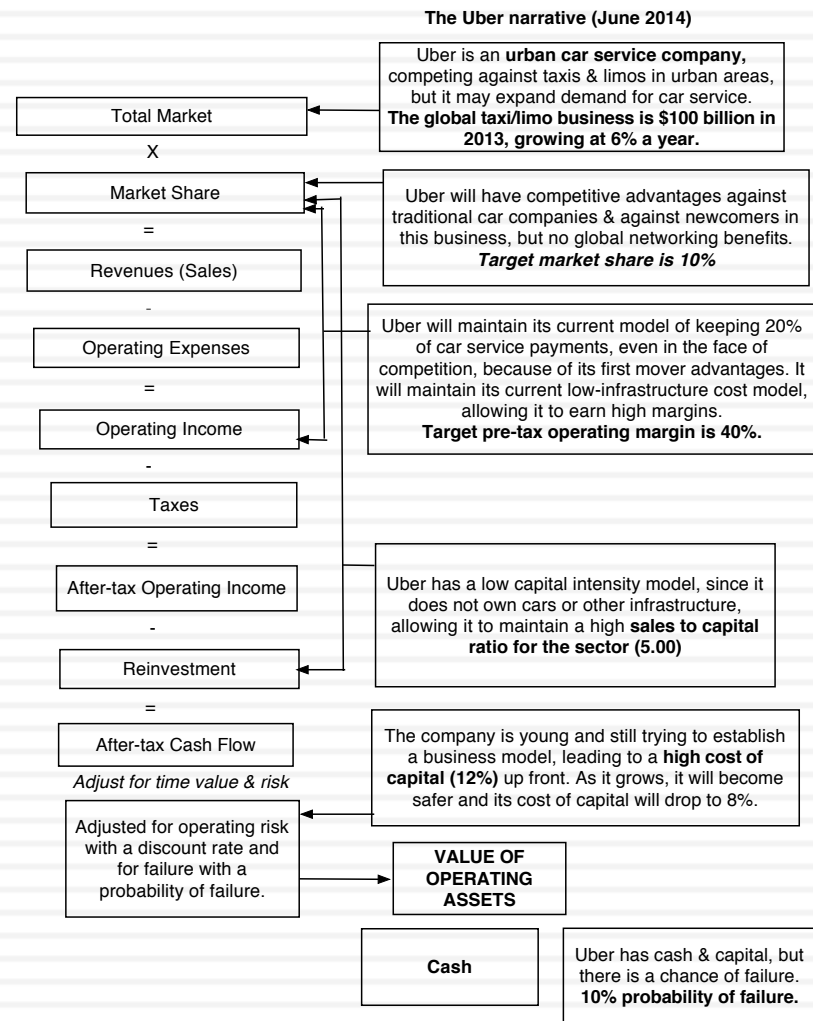 The Uber narrative (June 2014)
Uber is an urban car service company,
competing against taxis & limos in urban areas,
but it may expand demand for car service.
The global taxi/limo business is $100 billion in
2013, growing at 6% a year.
Total Market
X
Market Share
Uber will have competitive advantages against
traditional car companies & against newcomers in
this business, but no global networking benefits.
Target market share is 10%
=
Revenues (Sales)
-
Operating Expenses
Uber will maintain its current model of keeping 20%
of car service payments, even in the face of
competition, because of its first mover advantages. It
will maintain its current low-infrastructure cost model,
allowing it to earn high margins.
Target pre-tax operating margin is 40%.
=
Operating Income
-
Taxes
=
After-tax Operating Income
Uber has a low capital intensity model, since it
does not own cars or other infrastructure,
allowing it to maintain a high sales to capital
ratio for the sector (5.00)
-
Reinvestment
=
After-tax Cash Flow
The company is young and still trying to establish
a business model, leading to a high cost of
capital (12%) up front. As it grows, it will become
safer and its cost of capital will drop to 8%.
Adjust for time value & risk
Adjusted for operating risk
with a discount rate and
for failure with a
probability of failure.
VALUE OF
OPERATING
ASSETS
Cash
Uber has cash & capital, but
there is a chance of failure.
10% probability of failure.